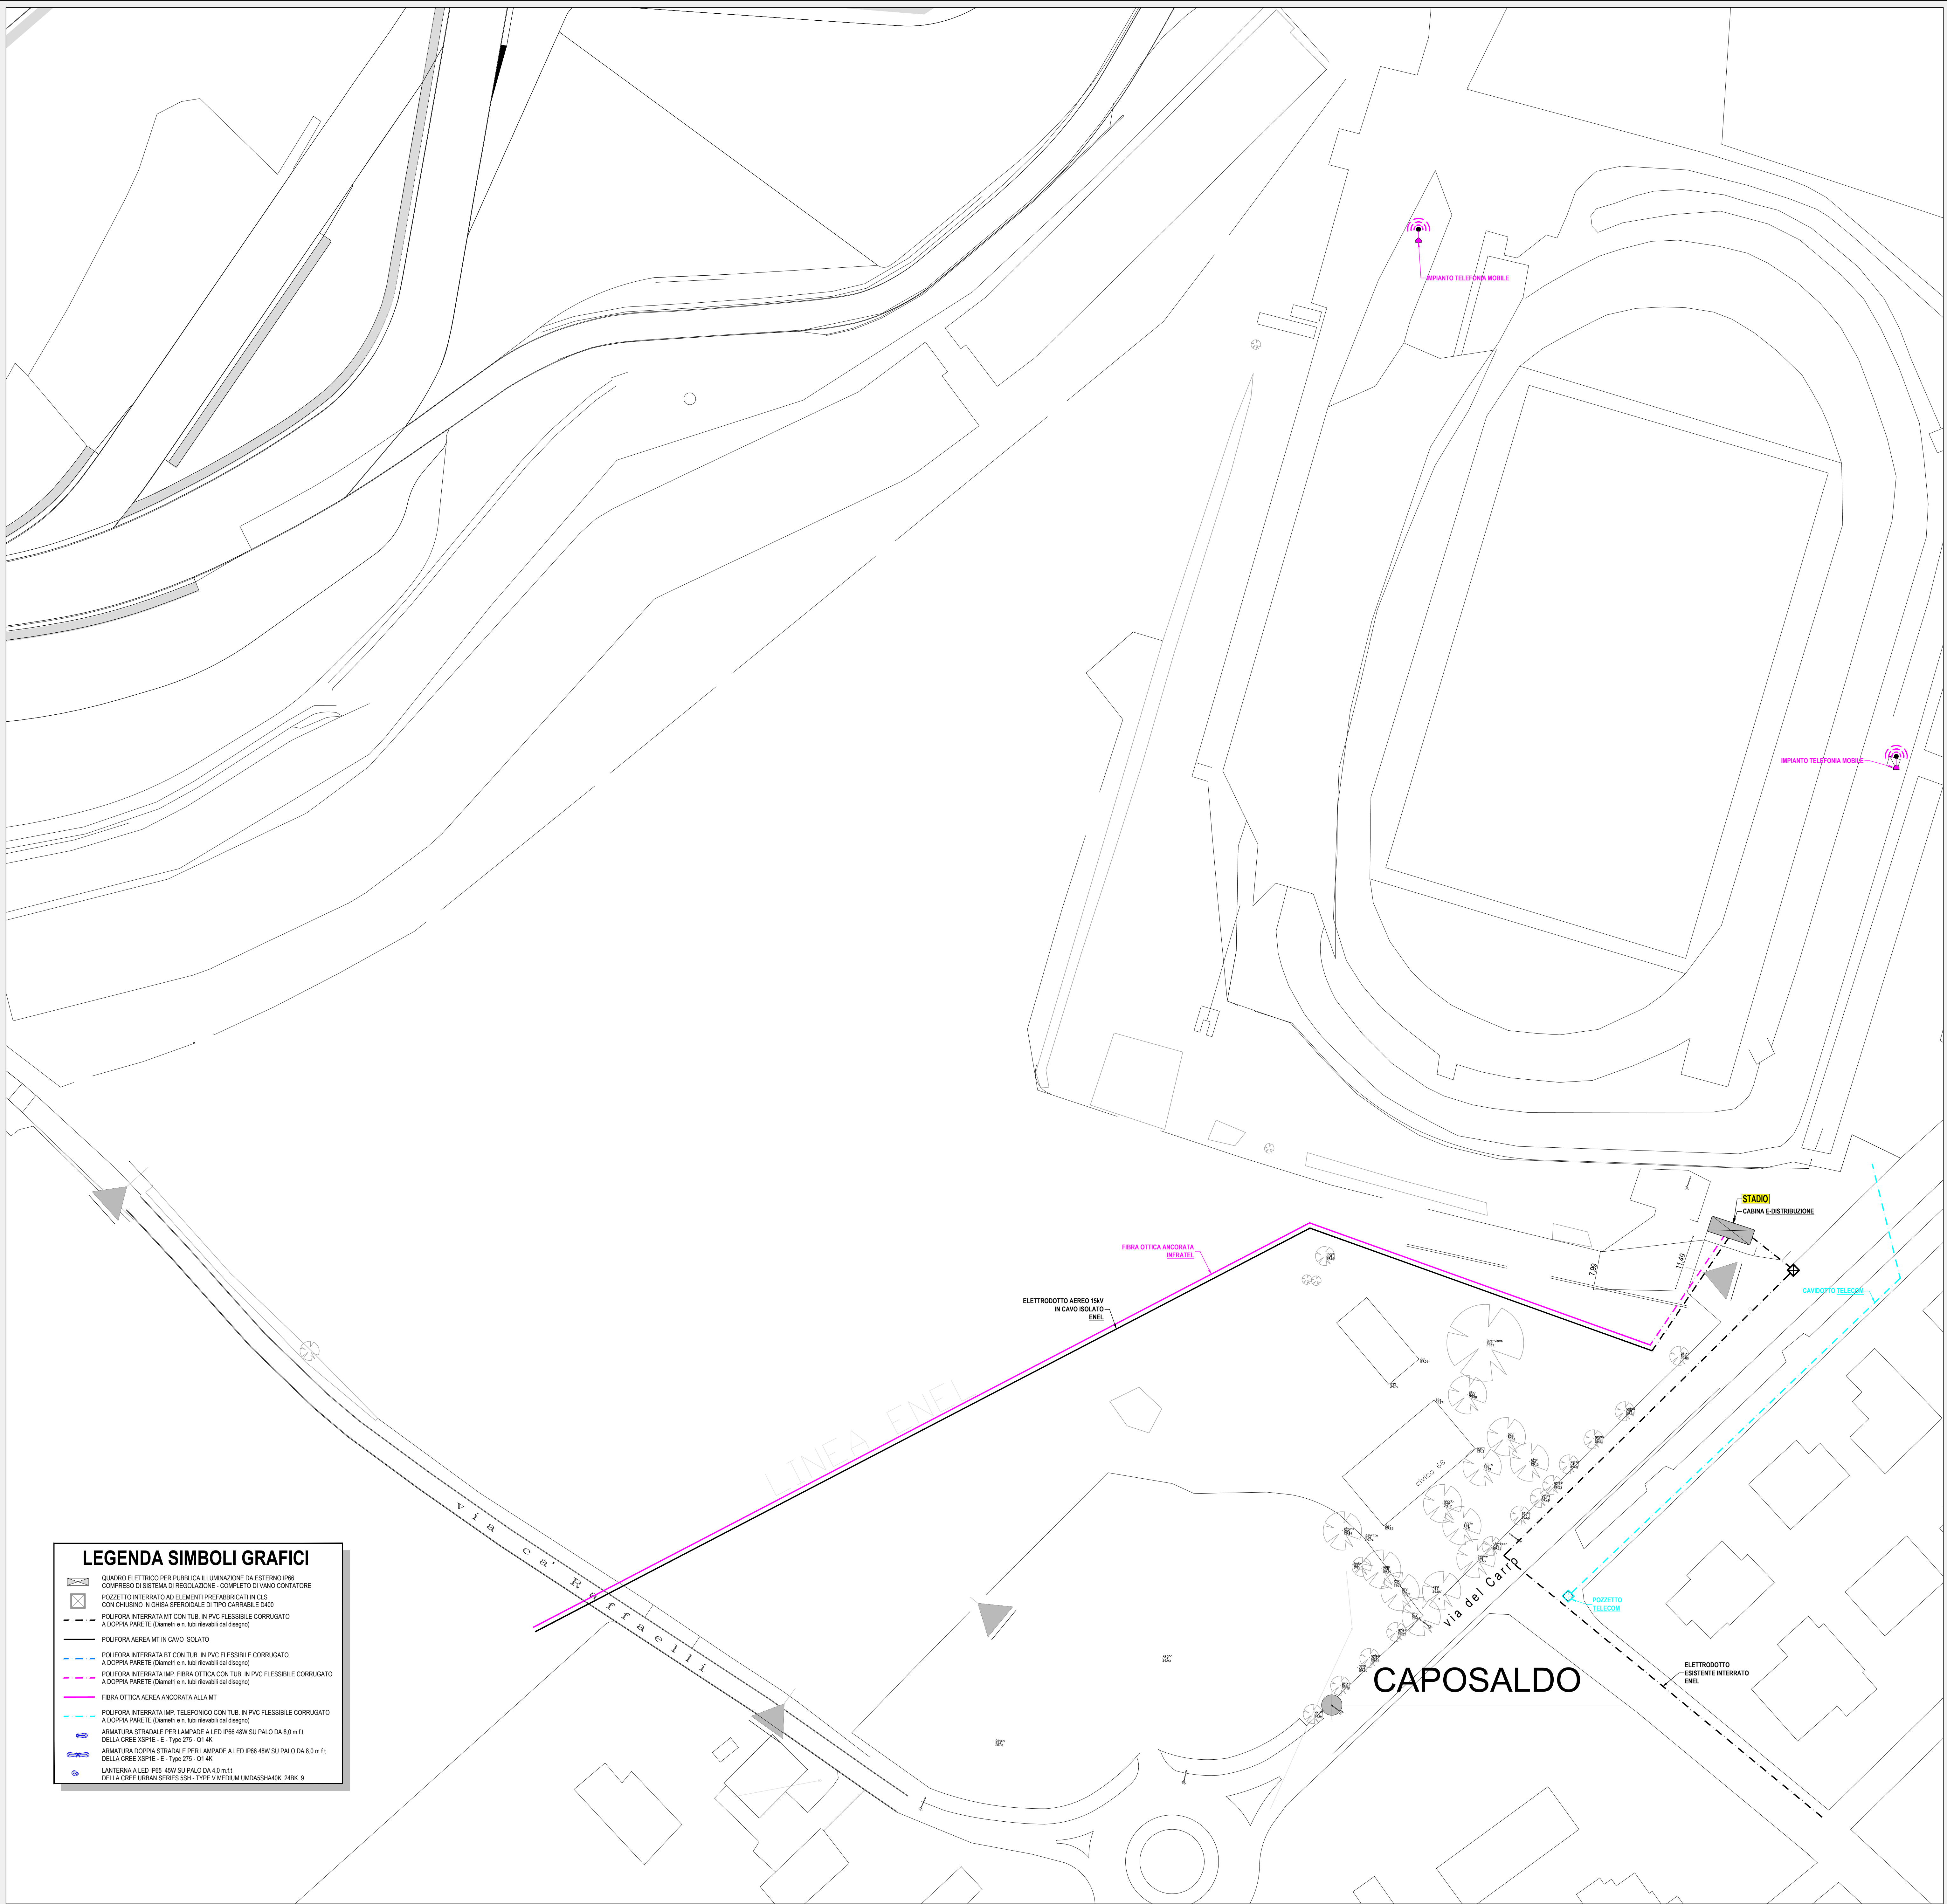 IMPIANTO TELEFONIA MOBILE
IMPIANTO TELEFONIA MOBILE
STADIO
CABINA E-DISTRIBUZIONE
FIBRA OTTICA ANCORATA
INFRATEL
7,99
11,49
CAVIDOTTO TELECOM
ELETTRODOTTO AEREO 15kV
IN CAVO ISOLATO
ENEL
LINEA ENEL
civico 68
via ca' Raffaelli
via del Carro
POZZETTO
TELECOM
CAPOSALDO
ELETTRODOTTO
ESISTENTE INTERRATO
ENEL
LEGENDA SIMBOLI GRAFICI
QUADRO ELETTRICO PER PUBBLICA ILLUMINAZIONE DA ESTERNO IP66
COMPRESO DI SISTEMA DI REGOLAZIONE - COMPLETO DI VANO CONTATORE
POZZETTO INTERRATO AD ELEMENTI PREFABBRICATI IN CLS
CON CHIUSINO IN GHISA SFEROIDALE DI TIPO CARRABILE D400
POLIFORA INTERRATA MT CON TUB. IN PVC FLESSIBILE CORRUGATO
A DOPPIA PARETE (Diametri e n. tubi rilevabili dal disegno)
POLIFORA AEREA MT IN CAVO ISOLATO
POLIFORA INTERRATA BT CON TUB. IN PVC FLESSIBILE CORRUGATO
A DOPPIA PARETE (Diametri e n. tubi rilevabili dal disegno)
POLIFORA INTERRATA IMP. FIBRA OTTICA CON TUB. IN PVC FLESSIBILE CORRUGATO
A DOPPIA PARETE (Diametri e n. tubi rilevabili dal disegno)
FIBRA OTTICA AEREA ANCORATA ALLA MT
POLIFORA INTERRATA IMP. TELEFONICO CON TUB. IN PVC FLESSIBILE CORRUGATO
A DOPPIA PARETE (Diametri e n. tubi rilevabili dal disegno)
ARMATURA STRADALE PER LAMPADE A LED IP66 48W SU PALO DA 8,0 m.f.t
DELLA CREE XSP1E - E - Type 275 - Q1 4K
ARMATURA DOPPIA STRADALE PER LAMPADE A LED IP66 48W SU PALO DA 8,0 m.f.t
DELLA CREE XSP1E - E - Type 275 - Q1 4K
LANTERNA A LED IP65 45W SU PALO DA 4,0 m.f.t
DELLA CREE URBAN SERIES 5SH - TYPE V MEDIUM UMDA5SHA40K_24BK_9